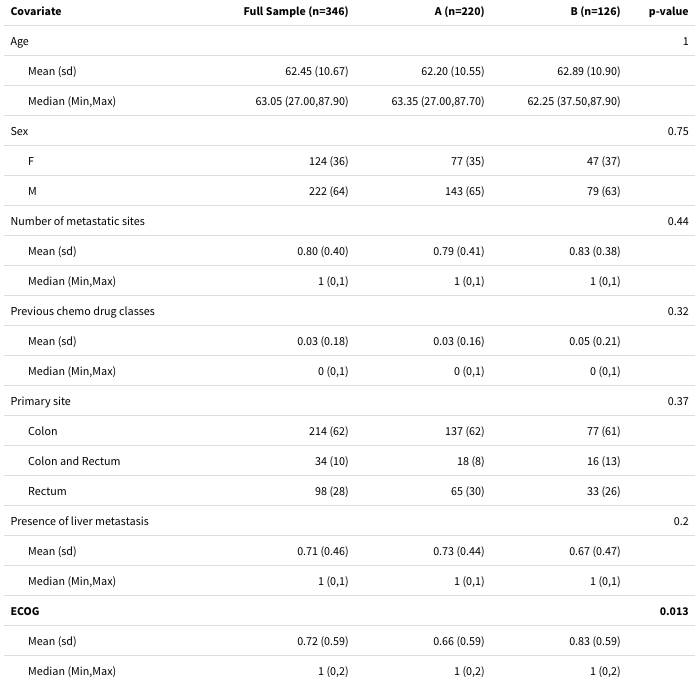 Covariate Full Sample (n=346) A (n=220) B (n=126) p-value
Age 1
Mean (sd) 62.45 (10.67) 62.20 (10.55) 62.89 (10.90)
Median (Min,Max) 63.05 (27.00,87.90) 63.35 (27.00,87.70) 62.25 (37.50,87.90)
Sex 0.75
F 124 (36) 77 (35) 47 (37)
M 222 (64) 143 (65) 79 (63)
Number of metastatic sites 0.44
Mean (sd) 0.80 (0.40) 0.79 (0.41) 0.83 (0.38)
Median (Min,Max) 1 (0,1) 1 (0,1) 1 (0,1)
Previous chemo drug classes 0.32
Mean (sd) 0.03 (0.18) 0.03 (0.16) 0.05 (0.21)
Median (Min,Max) 0 (0,1) 0 (0,1) 0 (0,1)
Primary site 0.37
Colon 214 (62) 137 (62) 77 (61)
Colon and Rectum 34 (10) 18 (8) 16 (13)
Rectum 98 (28) 65 (30) 33 (26)
Presence of liver metastasis 0.2
Mean (sd) 0.71 (0.46) 0.73 (0.44) 0.67 (0.47)
Median (Min,Max) 1 (0,1) 1 (0,1) 1 (0,1)
ECOG 0.013
Mean (sd) 0.72 (0.59) 0.66 (0.59) 0.83 (0.59)
Median (Min,Max) 1 (0,2) 1 (0,2) 1 (0,2)